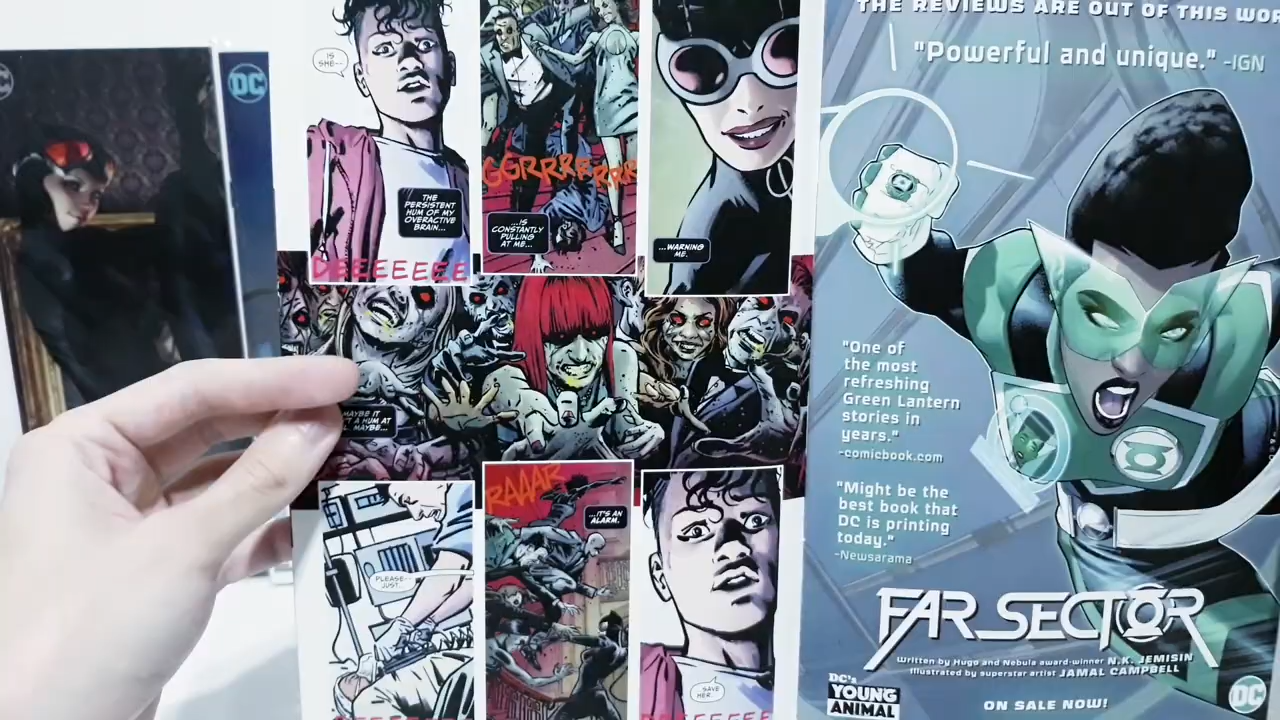 DC
IS
SHE--
THE
PERSISTENT
HUM OF MY
OVERACTIVE
BRAIN...
DEEEEEEE
GGRRRRRRRR
...IS
CONSTANTLY
PULLING
AT ME...
...WARNING
ME.
MAYBE IT
A HUM AT
MAYBE...
PLEASE--
JUST...
RAAAR
...IT'S AN
ALARM.
SAVE
HER.
THE REVIEWS ARE OUT OF THIS
"Powerful and unique." -IGN
"One of
the most
refreshing
Green Lantern
stories in
years."
-comicbook.com
"Might be the
best book that
DC is printing
today."
-Newsarama
FAR SECTOR
Written by Hugo and Nebula award-winner N.K. JEMISIN
Illustrated by superstar artist JAMAL CAMPBELL
DC's
YOUNG
ANIMAL
ON SALE NOW!
DC